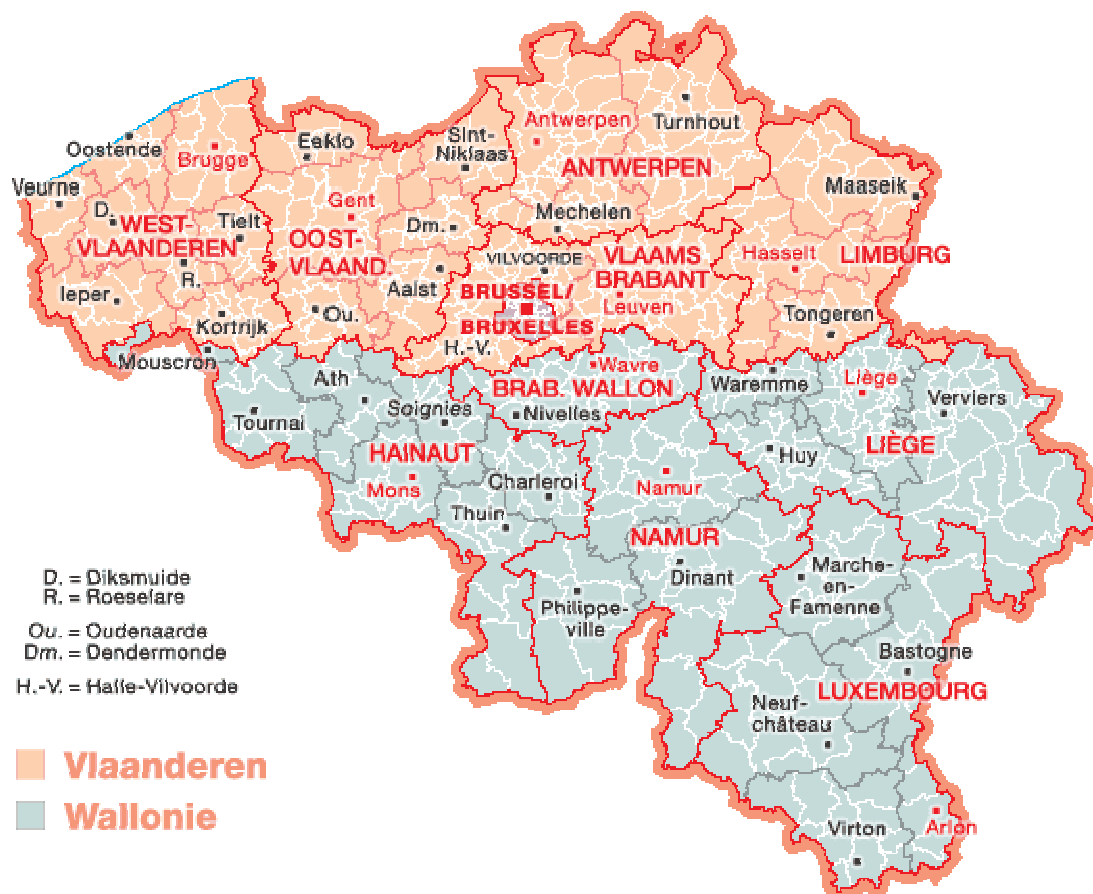 Oostende
Brugge
Eeklo
Sint-
Niklaas
Antwerpen
Turnhout
Veurne
D.
WEST-
VLAANDEREN
Tielt
R.
Ieper
Kortrijk
Mouscron
Gent
OOST-
VLAAND.
Dm.
Aalst
Ou.
ANTWERPEN
Mechelen
VILVOORDE
VLAAMS
BRABANT
Leuven
BRUSSEL/
BRUXELLES
H.-V.
Maaseik
Hasselt
LIMBURG
Tongeren
Tournai
Ath
Soignies
HAINAUT
Mons
Charleroi
Thuin
Wavre
BRAB. WALLON
Nivelles
Waremme
Liège
Verviers
Huy
LIÈGE
Namur
NAMUR
Dinant
Philippe-
ville
Marche-
en-
Famenne
Bastogne
LUXEMBOURG
Neuf-
château
Virton
Arlon
D. = Diksmuide
R. = Roeselare
Ou. = Oudenaarde
Dm. = Dendermonde
H.-V. = Halle-Vilvoorde
Vlaanderen
Wallonie